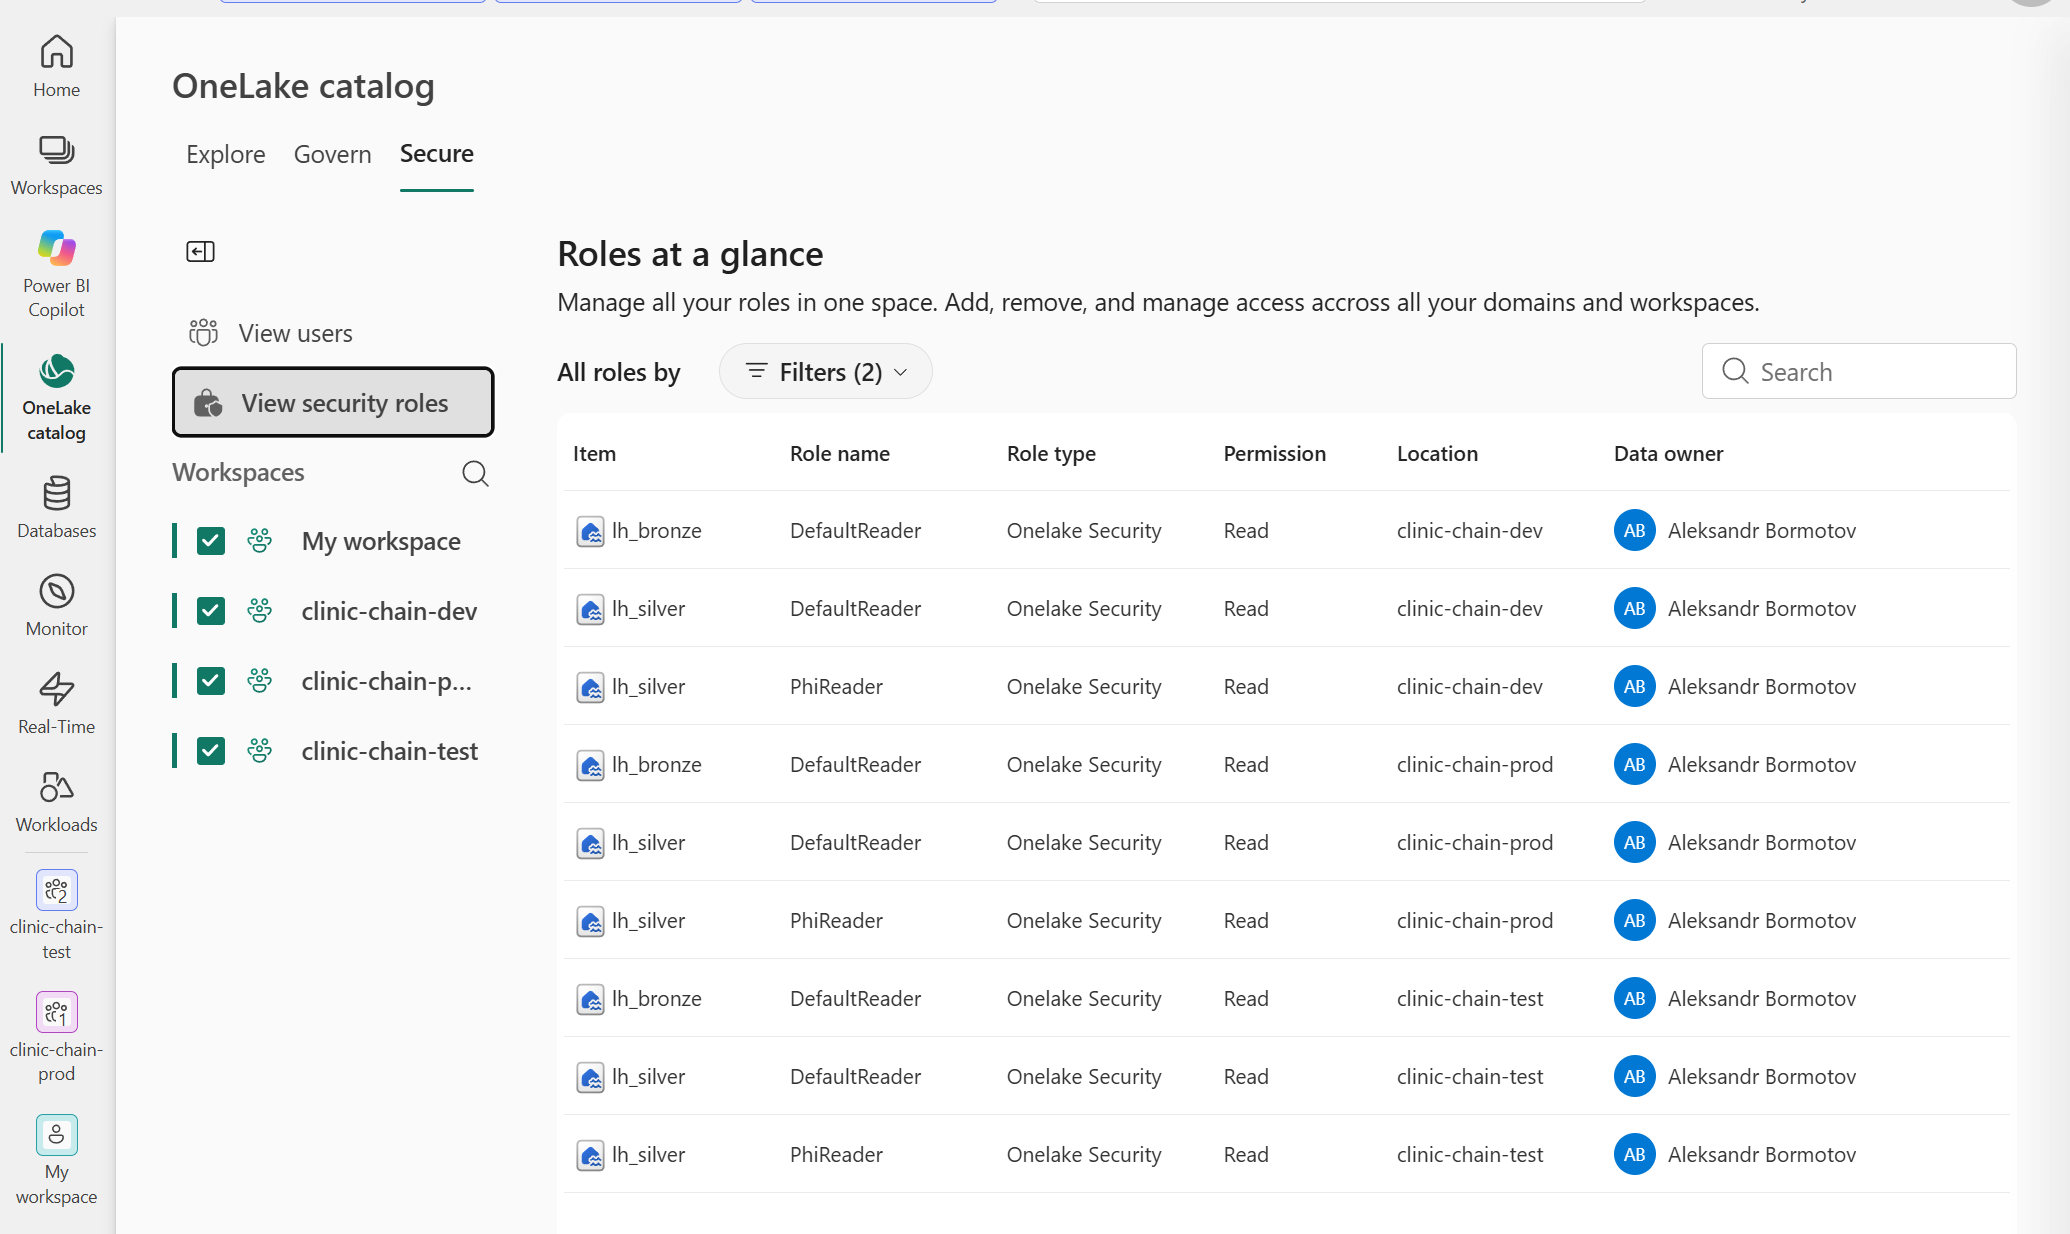 Home
Workspaces
Power BI
Copilot
OneLake
catalog
Databases
Monitor
Real-Time
Workloads
2
clinic-chain-
test
1
clinic-chain-
prod
My
workspace
OneLake catalog
Explore Govern Secure
View users
View security roles
Workspaces
My workspace
clinic-chain-dev
clinic-chain-p...
clinic-chain-test
Roles at a glance
Manage all your roles in one space. Add, remove, and manage access accross all your domains and workspaces.
All roles by Filters (2) Search
Item Role name Role type Permission Location Data owner
lh_bronze DefaultReader Onelake Security Read clinic-chain-dev AB Aleksandr Bormotov
lh_silver DefaultReader Onelake Security Read clinic-chain-dev AB Aleksandr Bormotov
lh_silver PhiReader Onelake Security Read clinic-chain-dev AB Aleksandr Bormotov
lh_bronze DefaultReader Onelake Security Read clinic-chain-prod AB Aleksandr Bormotov
lh_silver DefaultReader Onelake Security Read clinic-chain-prod AB Aleksandr Bormotov
lh_silver PhiReader Onelake Security Read clinic-chain-prod AB Aleksandr Bormotov
lh_bronze DefaultReader Onelake Security Read clinic-chain-test AB Aleksandr Bormotov
lh_silver DefaultReader Onelake Security Read clinic-chain-test AB Aleksandr Bormotov
lh_silver PhiReader Onelake Security Read clinic-chain-test AB Aleksandr Bormotov